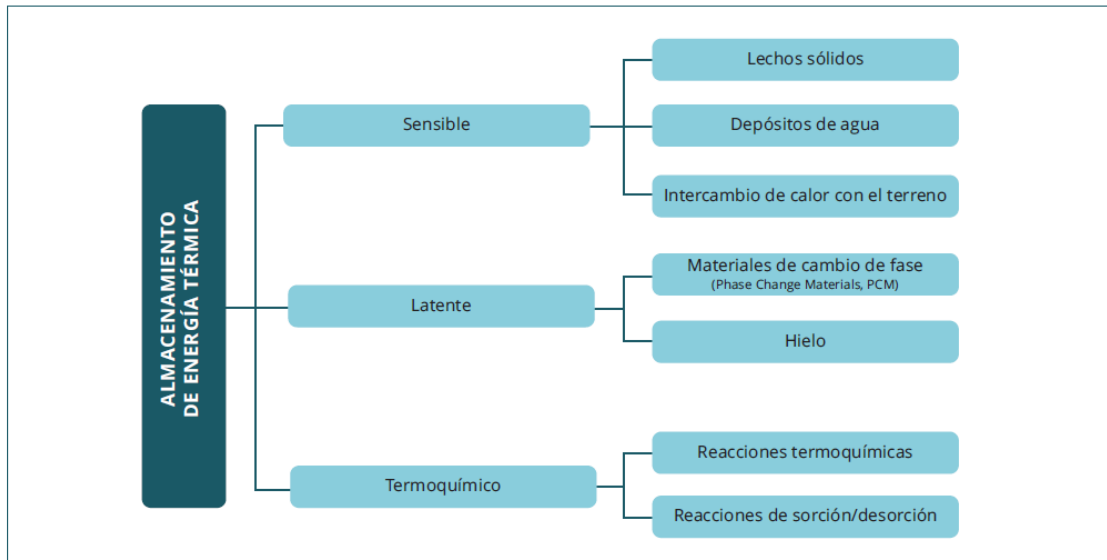 ALMACENAMIENTO
DE ENERGÍA TÉRMICA
Sensible
Lechos sólidos
Depósitos de agua
Intercambio de calor con el terreno
Latente
Materiales de cambio de fase
(Phase Change Materials, PCM)
Hielo
Termoquímico
Reacciones termoquímicas
Reacciones de sorción/desorción